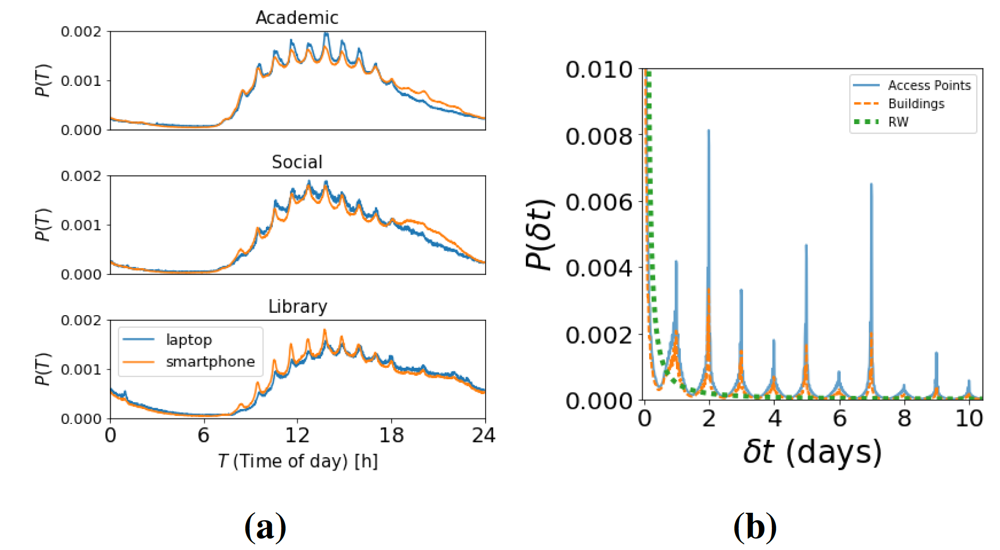 Academic
0.002
0.001
0.000
P(T)
Social
0.002
0.001
0.000
P(T)
Library
0.002
0.001
0.000
P(T)
laptop
smartphone
0 6 12 18 24
T (Time of day) [h]
(a)
0.010
0.008
0.006
0.004
0.002
0.000
P(δt)
Access Points
Buildings
RW
0 2 4 6 8 10
δt (days)
(b)